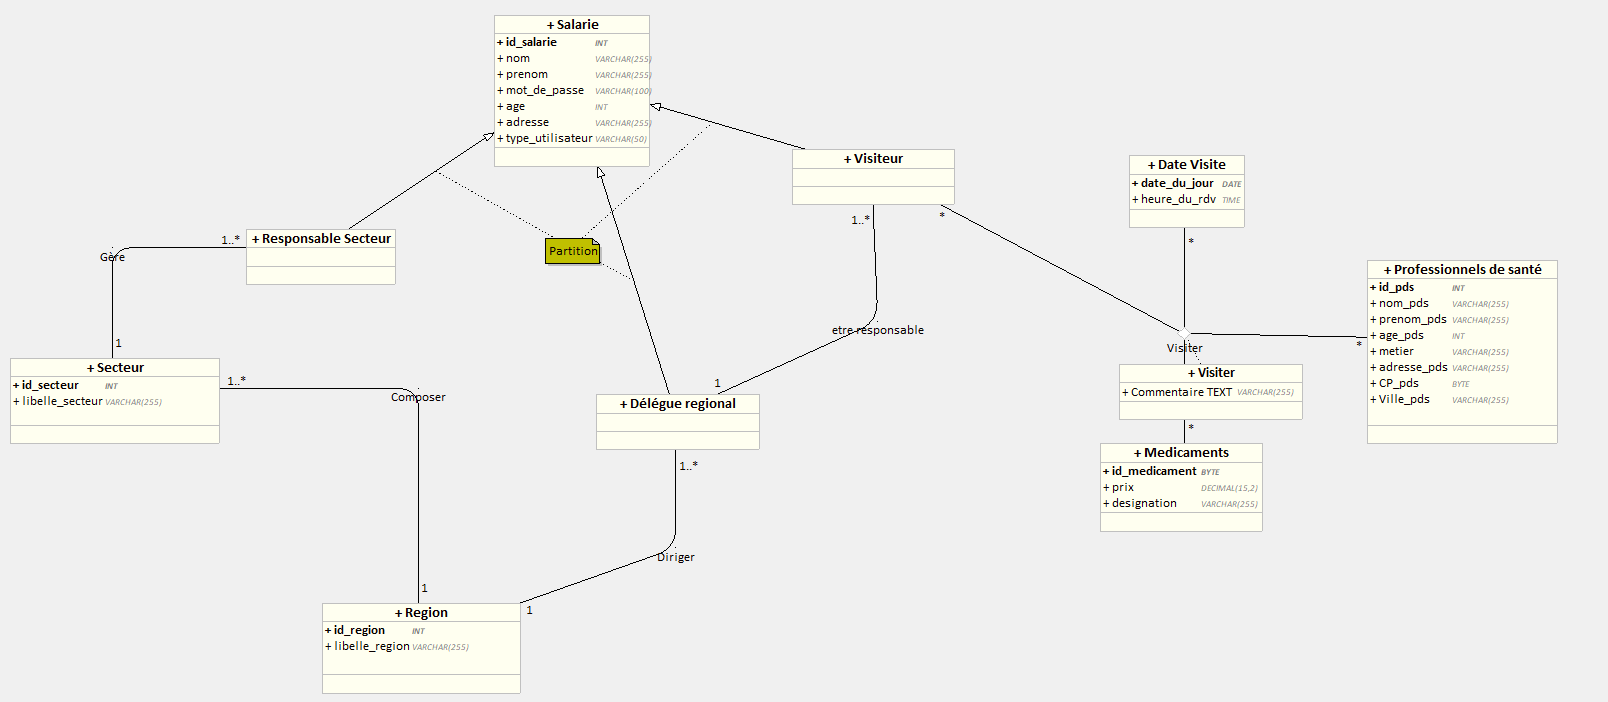 + Salarie
+ id_salarie INT
+ nom VARCHAR(255)
+ prenom VARCHAR(255)
+ mot_de_passe VARCHAR(100)
+ age INT
+ adresse VARCHAR(255)
+ type_utilisateur VARCHAR(50)
+ Visiteur
1..*
*
+ Date Visite
+ date_du_jour DATE
+ heure_du_rdv TIME
*
+ Responsable Secteur
1..*
Gère
1
Partition
etre responsable
1
+ Professionnels de santé
+ id_pds INT
+ nom_pds VARCHAR(255)
+ prenom_pds VARCHAR(255)
+ age_pds INT
+ metier VARCHAR(255)
+ adresse_pds VARCHAR(255)
+ CP_pds BYTE
+ Ville_pds VARCHAR(255)
*
Visiter
+ Visiter
+ Commentaire TEXT VARCHAR(255)
*
+ Medicaments
+ id_medicament BYTE
+ prix DECIMAL(15,2)
+ designation VARCHAR(255)
+ Secteur
+ id_secteur INT
+ libelle_secteur VARCHAR(255)
1..*
Composer
1
+ Délégue regional
1..*
Diriger
1
+ Region
+ id_region INT
+ libelle_region VARCHAR(255)